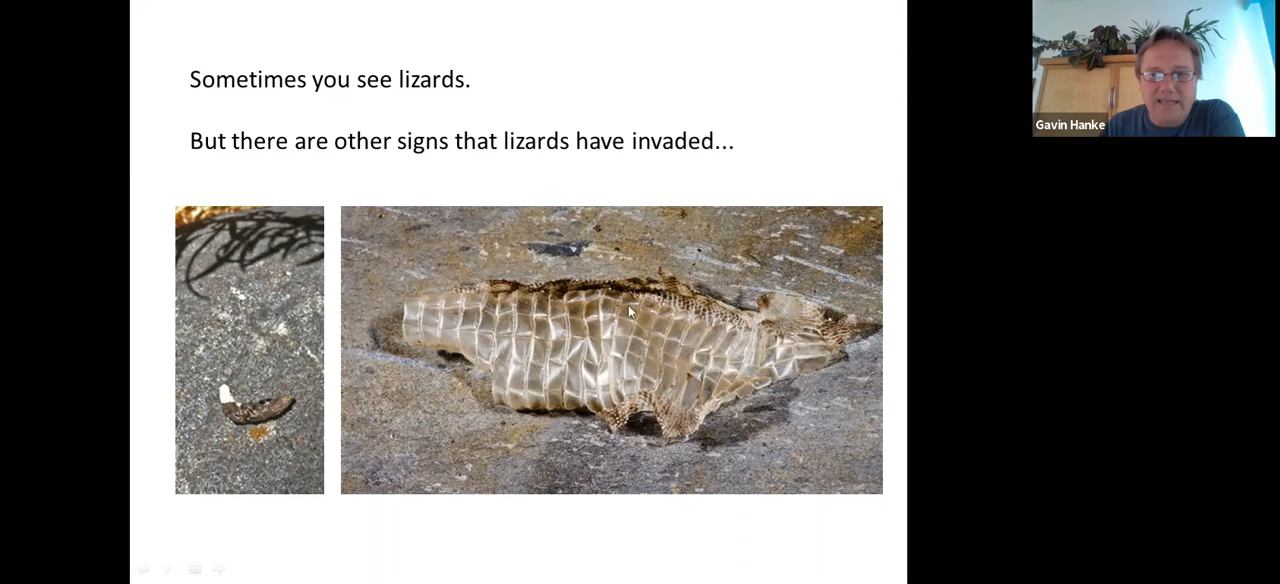 Sometimes you see lizards.
But there are other signs that lizards have invaded...
Gavin Hanke